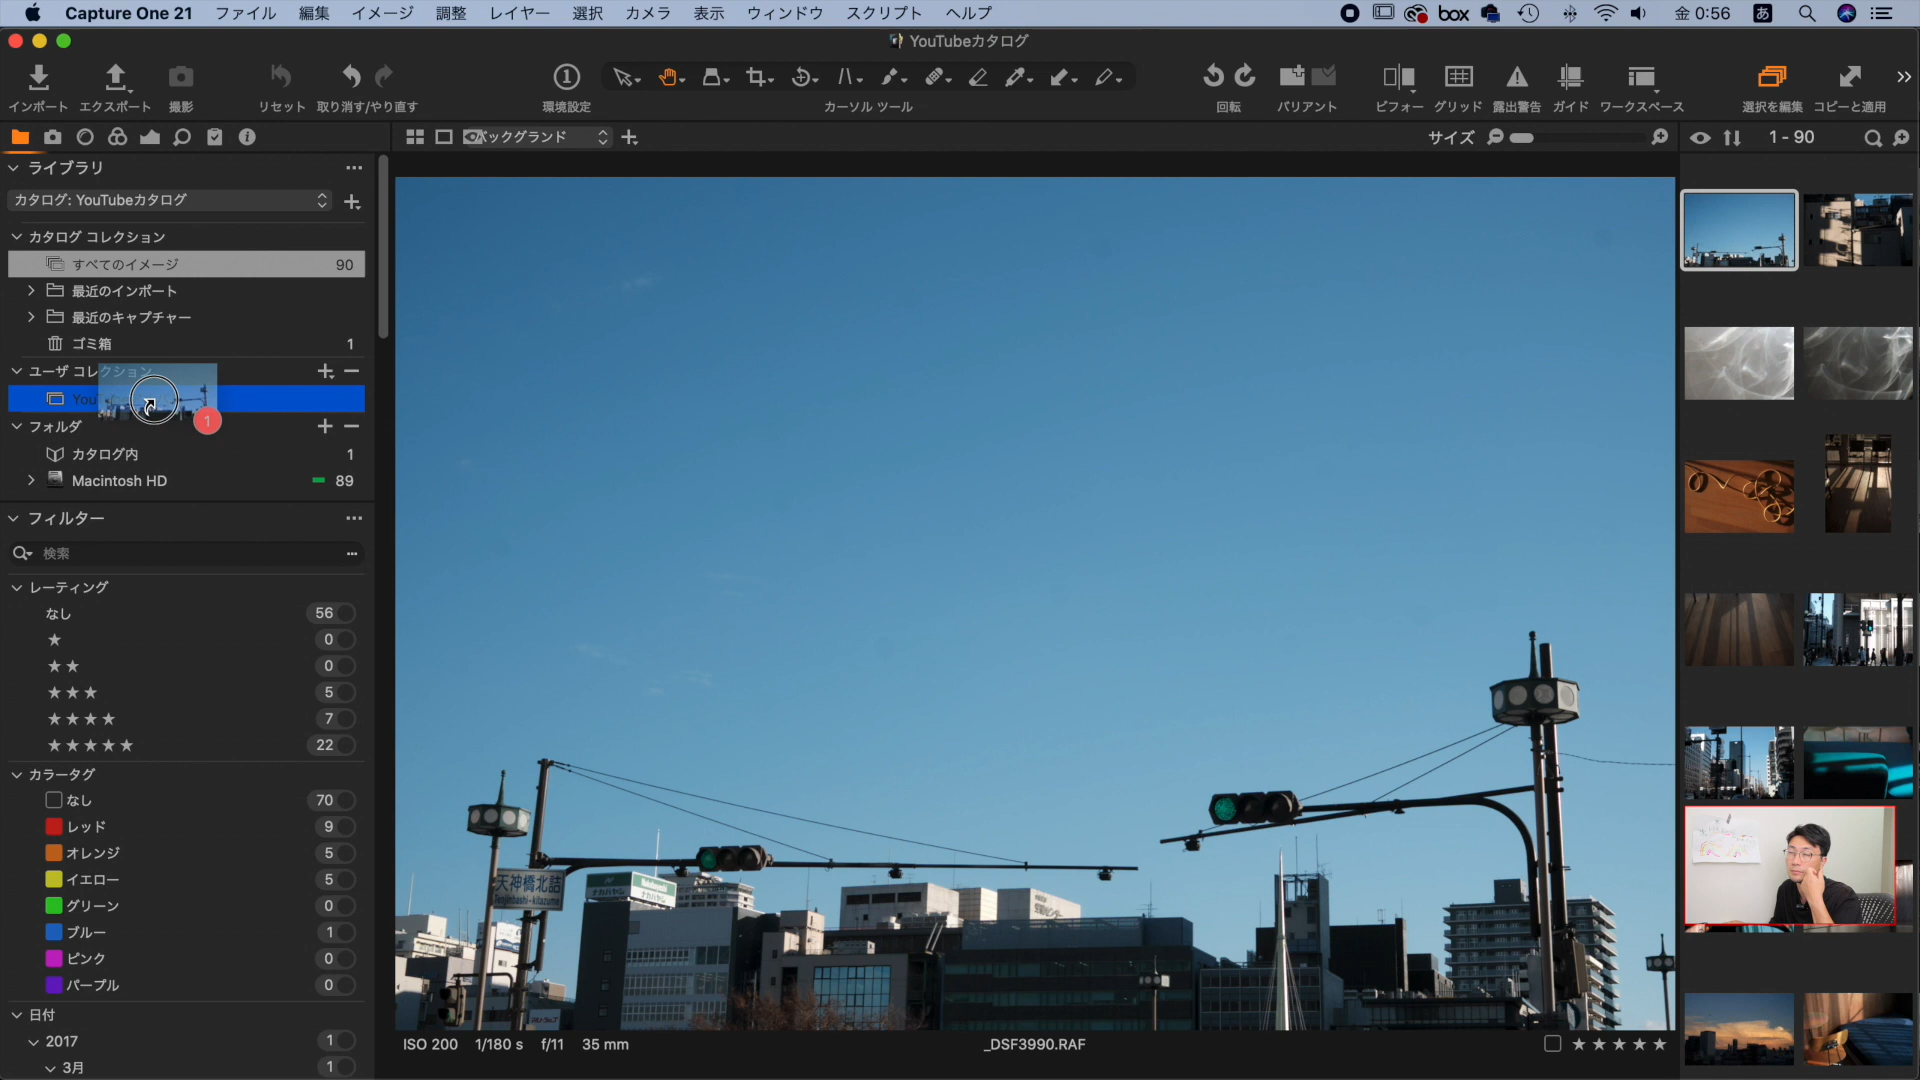 Capture One 21 ファイル 編集 イメージ 調整 レイヤー 選択 カメラ 表示 ウィンドウ スクリプト ヘルプ box 金 0:56 あ
YouTubeカタログ
インポート エクスポート 撮影 リセット 取り消す/やり直す 環境設定 カーソル ツール 回転 バリアント ビフォー グリッド 露出警告 ガイド ワークスペース 選択を編集 コピーと適用
バックグランド サイズ 1 - 90
ライブラリ
カタログ: YouTubeカタログ
カタログ コレクション
すべてのイメージ 90
最近のインポート
最近のキャプチャー
ゴミ箱 1
ユーザ コレクション
1
フォルダ
カタログ内 1
Macintosh HD 89
フィルター
検索
レーティング
なし 56
★ 0
★★ 0
★★★ 5
★★★★ 7
★★★★★ 22
カラータグ
なし 70
レッド 9
オレンジ 5
イエロー 5
グリーン 0
ブルー 1
ピンク 0
パープル 0
日付
2017 1
3月 1
天神橋北詰
Tenjinbashi-kitazume
ナカバヤシ
ISO 200 1/180 s f/11 35 mm _DSF3990.RAF ★★★★★